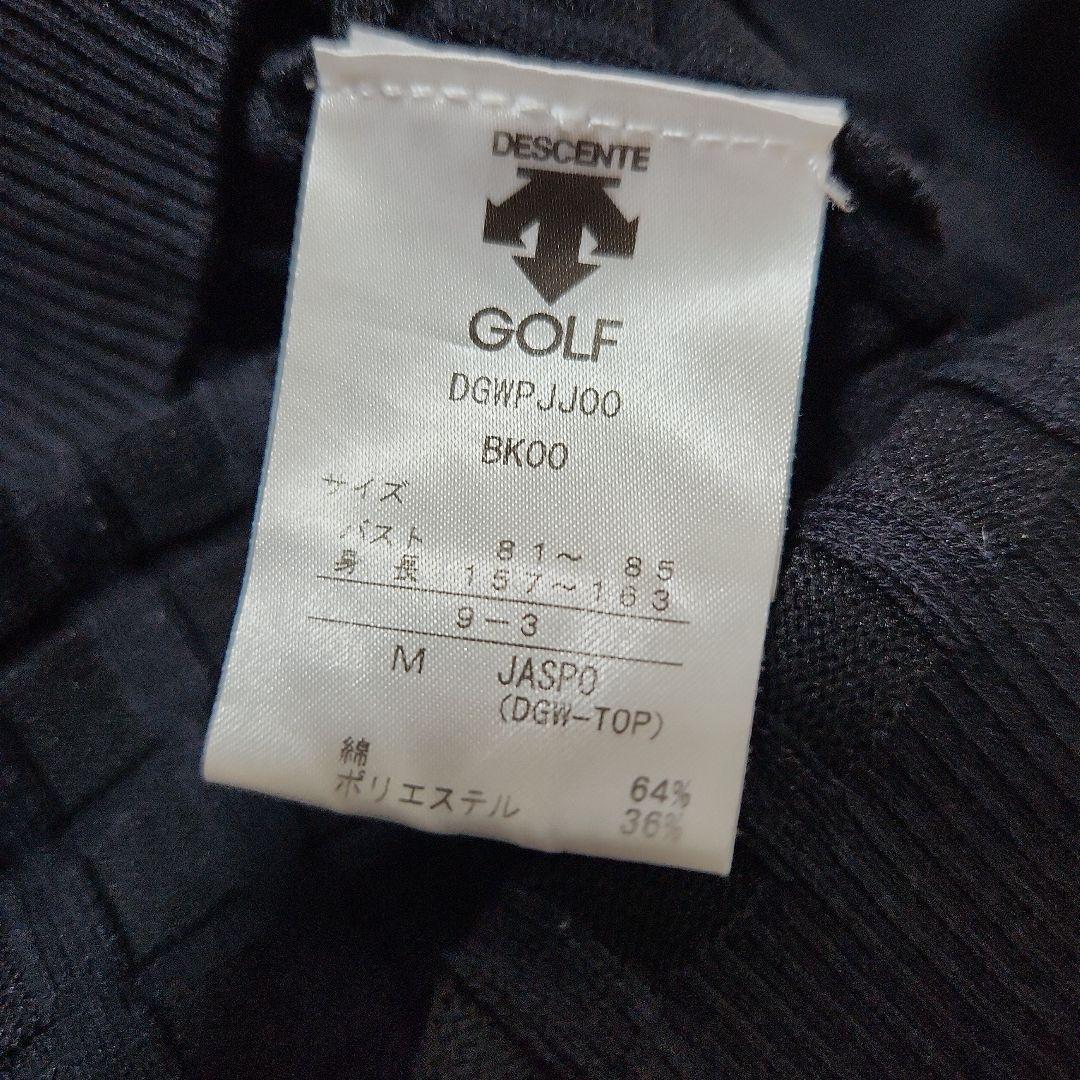 DESCENTE
GOLF
DGWPJJ00
BK00
サイズ
バスト 81～ 85
身長 157～163
9－3
M JASPO
(DGW-TOP)
綿 64%
ポリエステル 36%